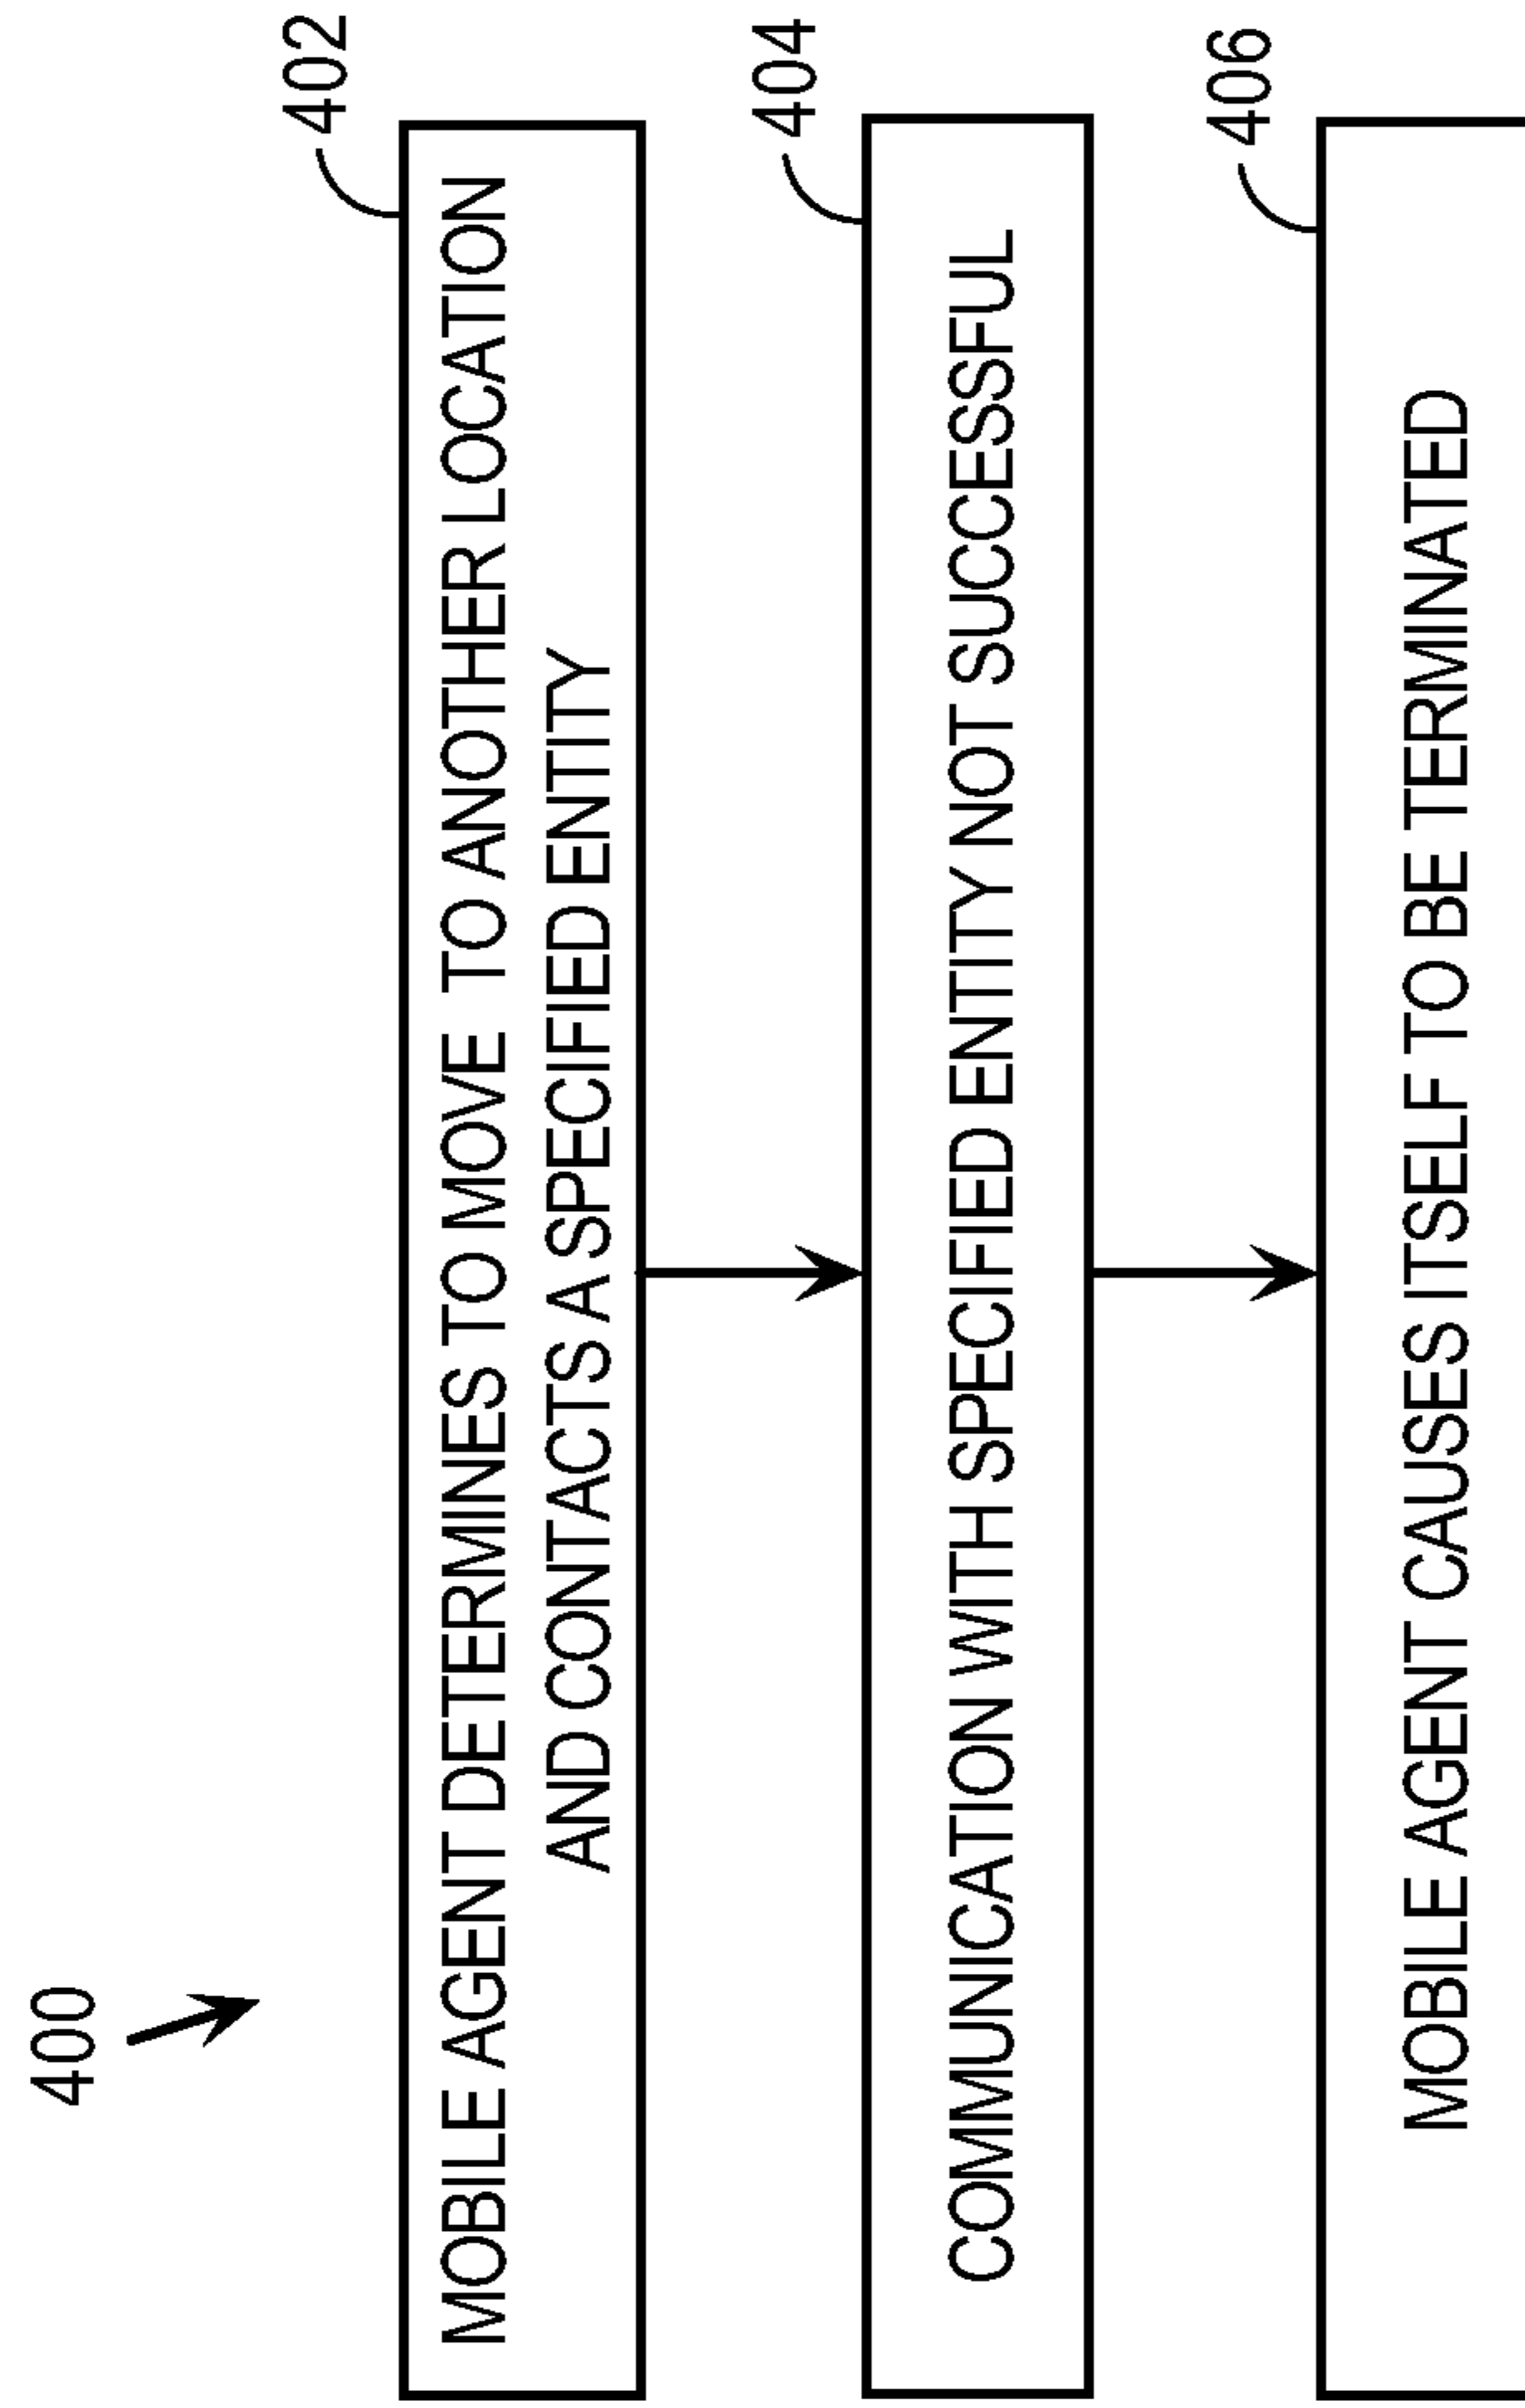 400
402
MOBILE AGENT DETERMINES TO MOVE TO ANOTHER LOCATION
AND CONTACTS A SPECIFIED ENTITY
404
COMMUNICATION WITH SPECIFIED ENTITY NOT SUCCESSFUL
406
MOBILE AGENT CAUSES ITSELF TO BE TERMINATED